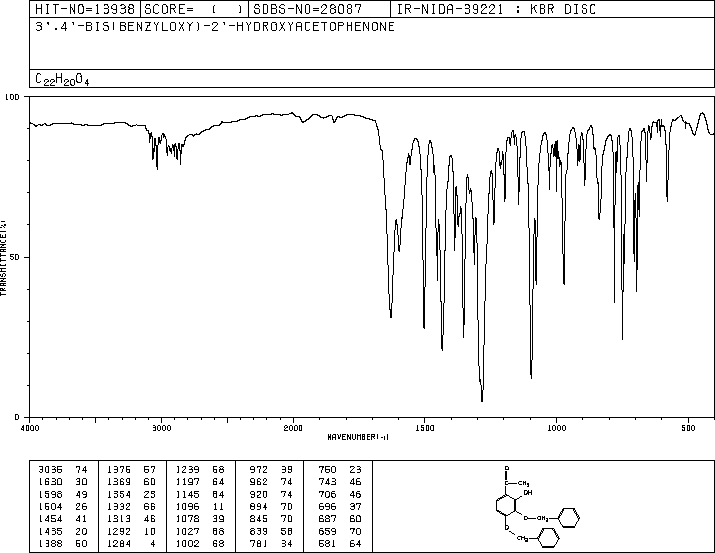 HIT-NO=13938 SCORE= ( ) SDBS-NO=28087 IR-NIDA-39221 : KBR DISC
3',4'-BIS(BENZYLOXY)-2'-HYDROXYACETOPHENONE
C22H20O4
100
50
0
TRANSMITTANCE(%)
4000 3000 2000 1500 1000 500
WAVENUMBER(-1)
3036 74 1376 57 1239 68 972 39 750 23
1630 30 1369 60 1197 64 962 74 743 46
1598 49 1354 25 1145 64 920 74 706 46
1504 26 1332 66 1096 11 894 70 696 37
1454 41 1313 46 1078 39 845 70 687 60
1435 20 1292 10 1027 68 839 58 659 70
1388 50 1284 4 1002 68 781 34 581 64
O
C CH3
OH
O CH2
O CH2